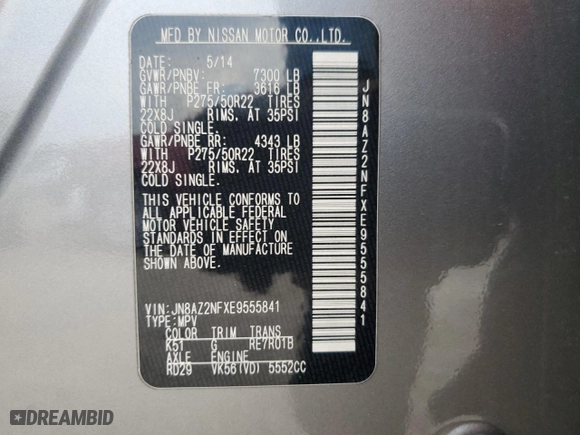 MFD BY NISSAN MOTOR CO.,LTD.
DATE: 5/14
GVWR/PNBV: 7300 LB
GAWR/PNBE FR: 3616 LB
WITH P275/50R22 TIRES
22X8J RIMS. AT 35PSI
COLD SINGLE.
GAWR/PNBE RR: 4343 LB
WITH P275/50R22 TIRES
22X8J RIMS. AT 35PSI
COLD SINGLE.
THIS VEHICLE CONFORMS TO
ALL APPLICABLE FEDERAL
MOTOR VEHICLE SAFETY
STANDARDS IN EFFECT ON
THE DATE OF MANUFACTURE
SHOWN ABOVE.
VIN:JN8AZ2NFXE9555841
TYPE:MPV
COLOR TRIM TRANS
K51 G RE7R01B
AXLE ENGINE
RD29 VK56(VD) 5552CC
JN8AZ2NFXE9555841
DREAMBID